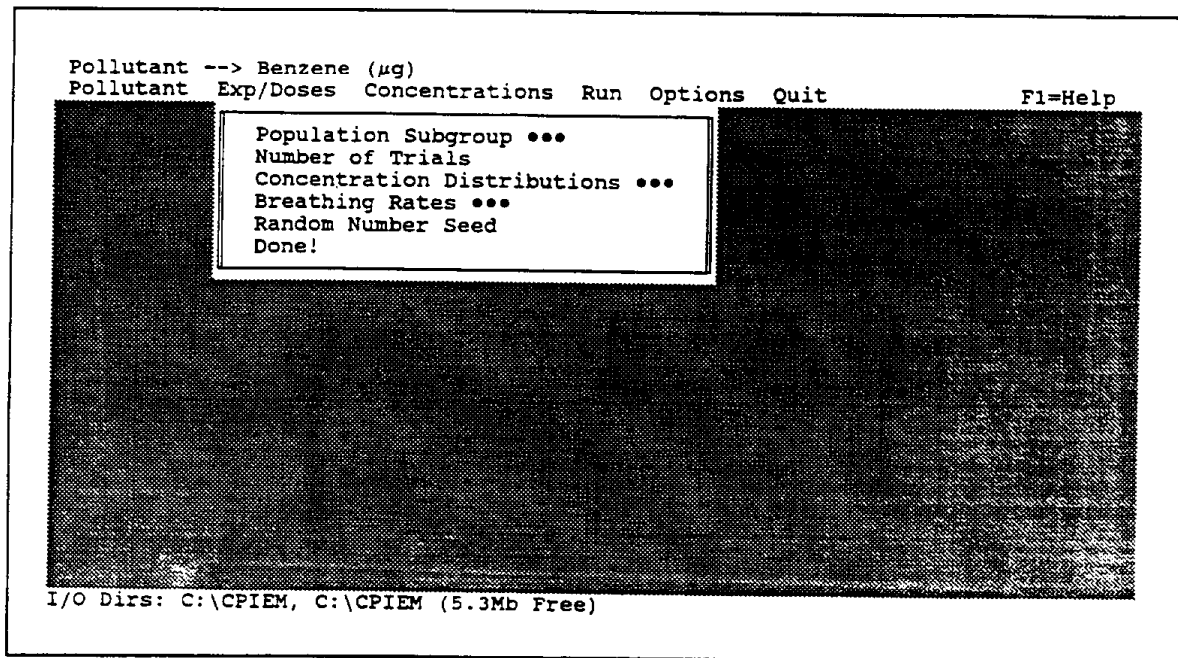 Pollutant --> Benzene (µg)
Pollutant Exp/Doses Concentrations Run Options Quit F1=Help
Population Subgroup •••
Number of Trials
Concentration Distributions •••
Breathing Rates •••
Random Number Seed
Done!
I/O Dirs: C:\CPIEM, C:\CPIEM (5.3Mb Free)